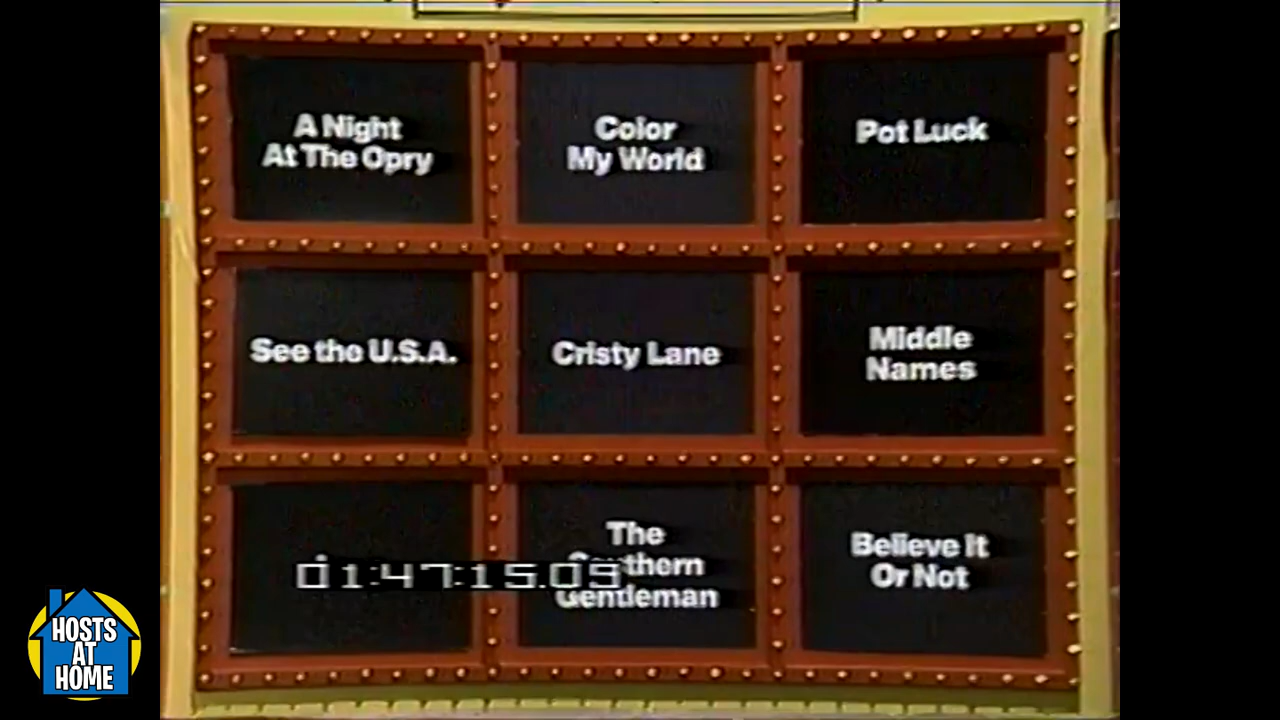 A Night
At The Opry
Color
My World
Pot Luck
See the U.S.A.
Cristy Lane
Middle
Names
01:47:15.09
The
Southern
Gentleman
Believe It
Or Not
HOSTS
AT
HOME